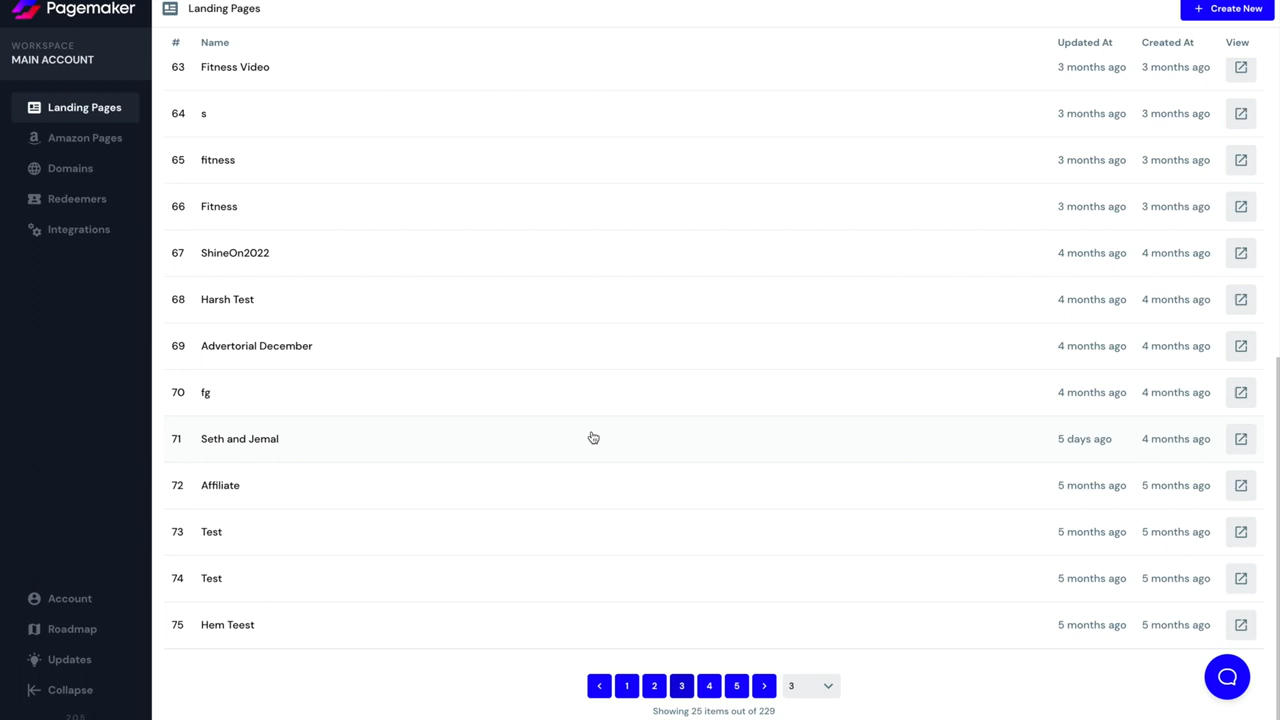 Pagemaker
Landing Pages
+ Create New
WORKSPACE
MAIN ACCOUNT
# Name Updated At Created At View
63 Fitness Video 3 months ago 3 months ago
64 s 3 months ago 3 months ago
65 fitness 3 months ago 3 months ago
66 Fitness 3 months ago 3 months ago
67 ShineOn2022 4 months ago 4 months ago
68 Harsh Test 4 months ago 4 months ago
69 Advertorial December 4 months ago 4 months ago
70 fg 4 months ago 4 months ago
71 Seth and Jemal 5 days ago 4 months ago
72 Affiliate 5 months ago 5 months ago
73 Test 5 months ago 5 months ago
74 Test 5 months ago 5 months ago
75 Hem Teest 5 months ago 5 months ago
Landing Pages
Amazon Pages
Domains
Redeemers
Integrations
Account
Roadmap
Updates
Collapse
2.0.5
1 2 3 4 5 3
Showing 25 items out of 229